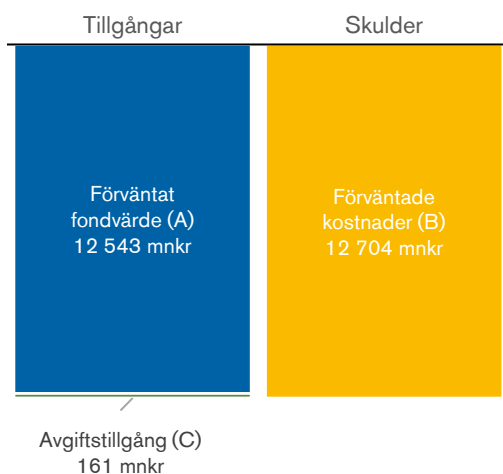 Tillgångar
Skulder
Förväntat
fondvärde (A)
12 543 mnkr
Förväntade
kostnader (B)
12 704 mnkr
Avgiftstillgång (C)
161 mnkr